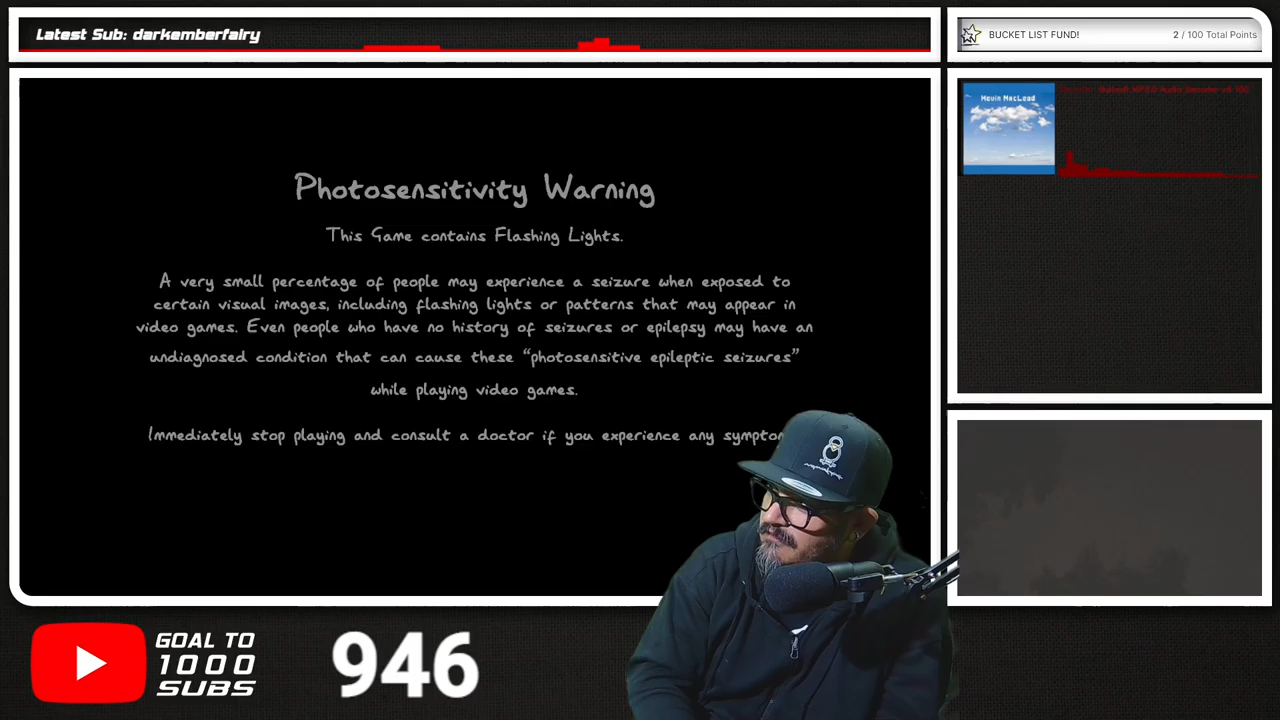 Latest Sub: darkemberfairy
BUCKET LIST FUND!
2 / 100 Total Points
Kevin MacLeod
Photosensitivity Warning
This Game contains Flashing Lights.
A very small percentage of people may experience a seizure when exposed to
certain visual images, including flashing lights or patterns that may appear in
video games. Even people who have no history of seizures or epilepsy may have an
undiagnosed condition that can cause these “photosensitive epileptic seizures”
while playing video games.
Immediately stop playing and consult a doctor if you experience any
GOAL TO
1000
SUBS
946